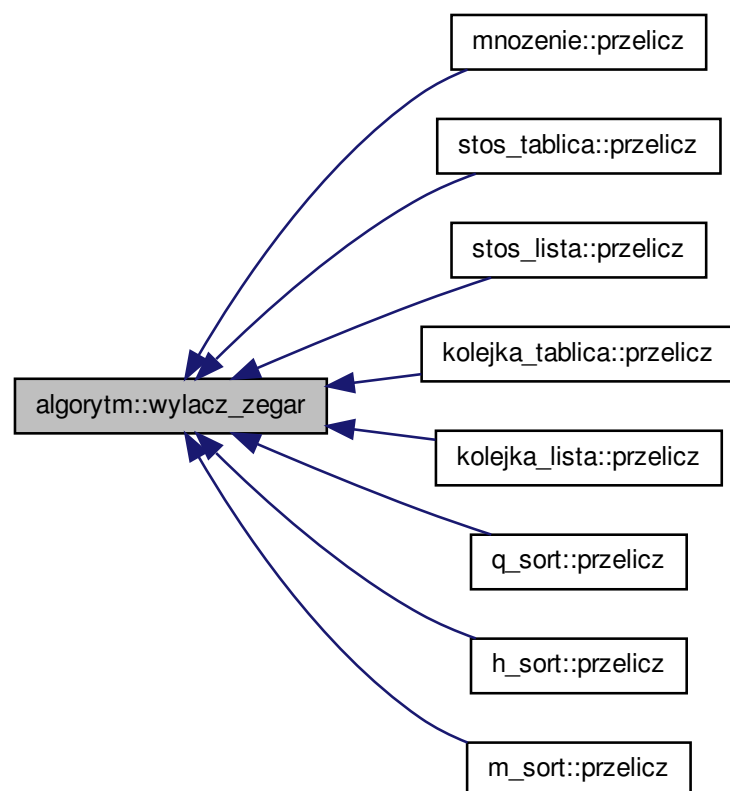 mnozenie::przelicz
stos_tablica::przelicz
stos_lista::przelicz
kolejka_tablica::przelicz
algorytm::wylacz_zegar
kolejka_lista::przelicz
q_sort::przelicz
h_sort::przelicz
m_sort::przelicz